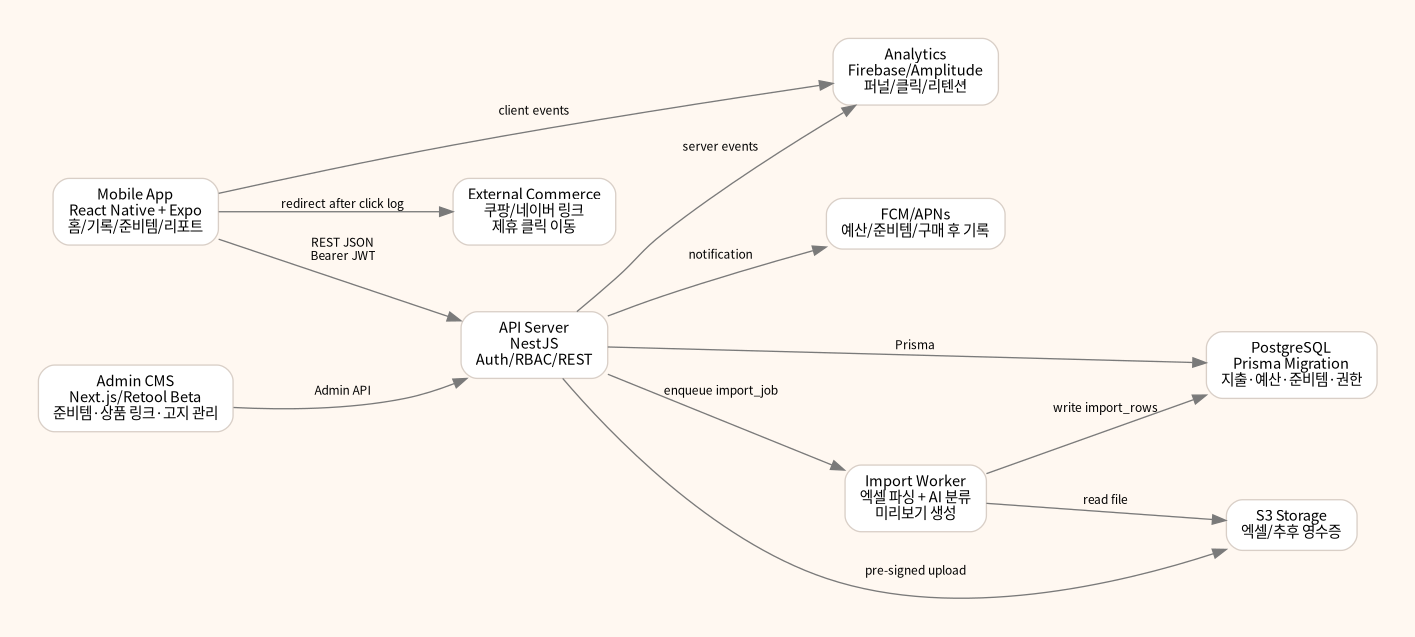 Analytics
Firebase/Amplitude
퍼널/클릭/리텐션
client events
server events
Mobile App
React Native + Expo
홈/기록/준비템/리포트
redirect after click log
External Commerce
쿠팡/네이버 링크
제휴 클릭 이동
FCM/APNs
예산/준비템/구매 후 기록
REST JSON
Bearer JWT
notification
API Server
NestJS
Auth/RBAC/REST
Prisma
PostgreSQL
Prisma Migration
지출·예산·준비템·권한
Admin CMS
Next.js/Retool Beta
준비템·상품 링크·고지 관리
Admin API
enqueue import_job
write import_rows
Import Worker
엑셀 파싱 + AI 분류
미리보기 생성
read file
S3 Storage
엑셀/추후 영수증
pre-signed upload